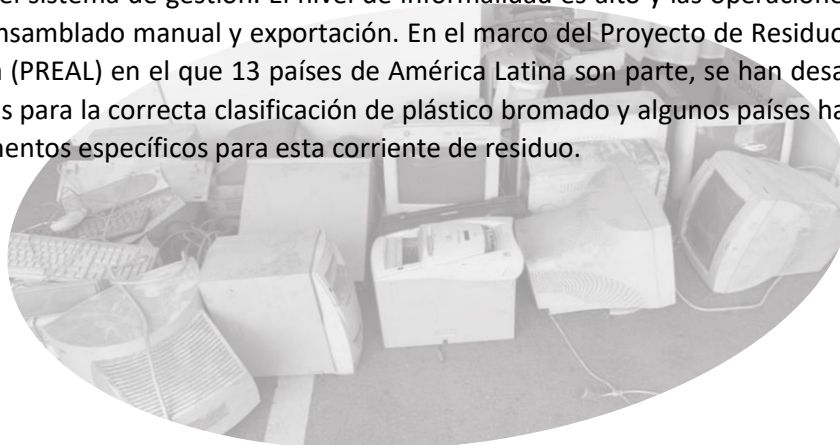 el sistema de gestión. El nivel de informalidad es alto y las operaciones
nsamblado manual y exportación. En el marco del Proyecto de Residuo
(PREAL) en el que 13 países de América Latina son parte, se han desa
s para la correcta clasificación de plástico bromado y algunos países ha
nentos específicos para esta corriente de residuo.